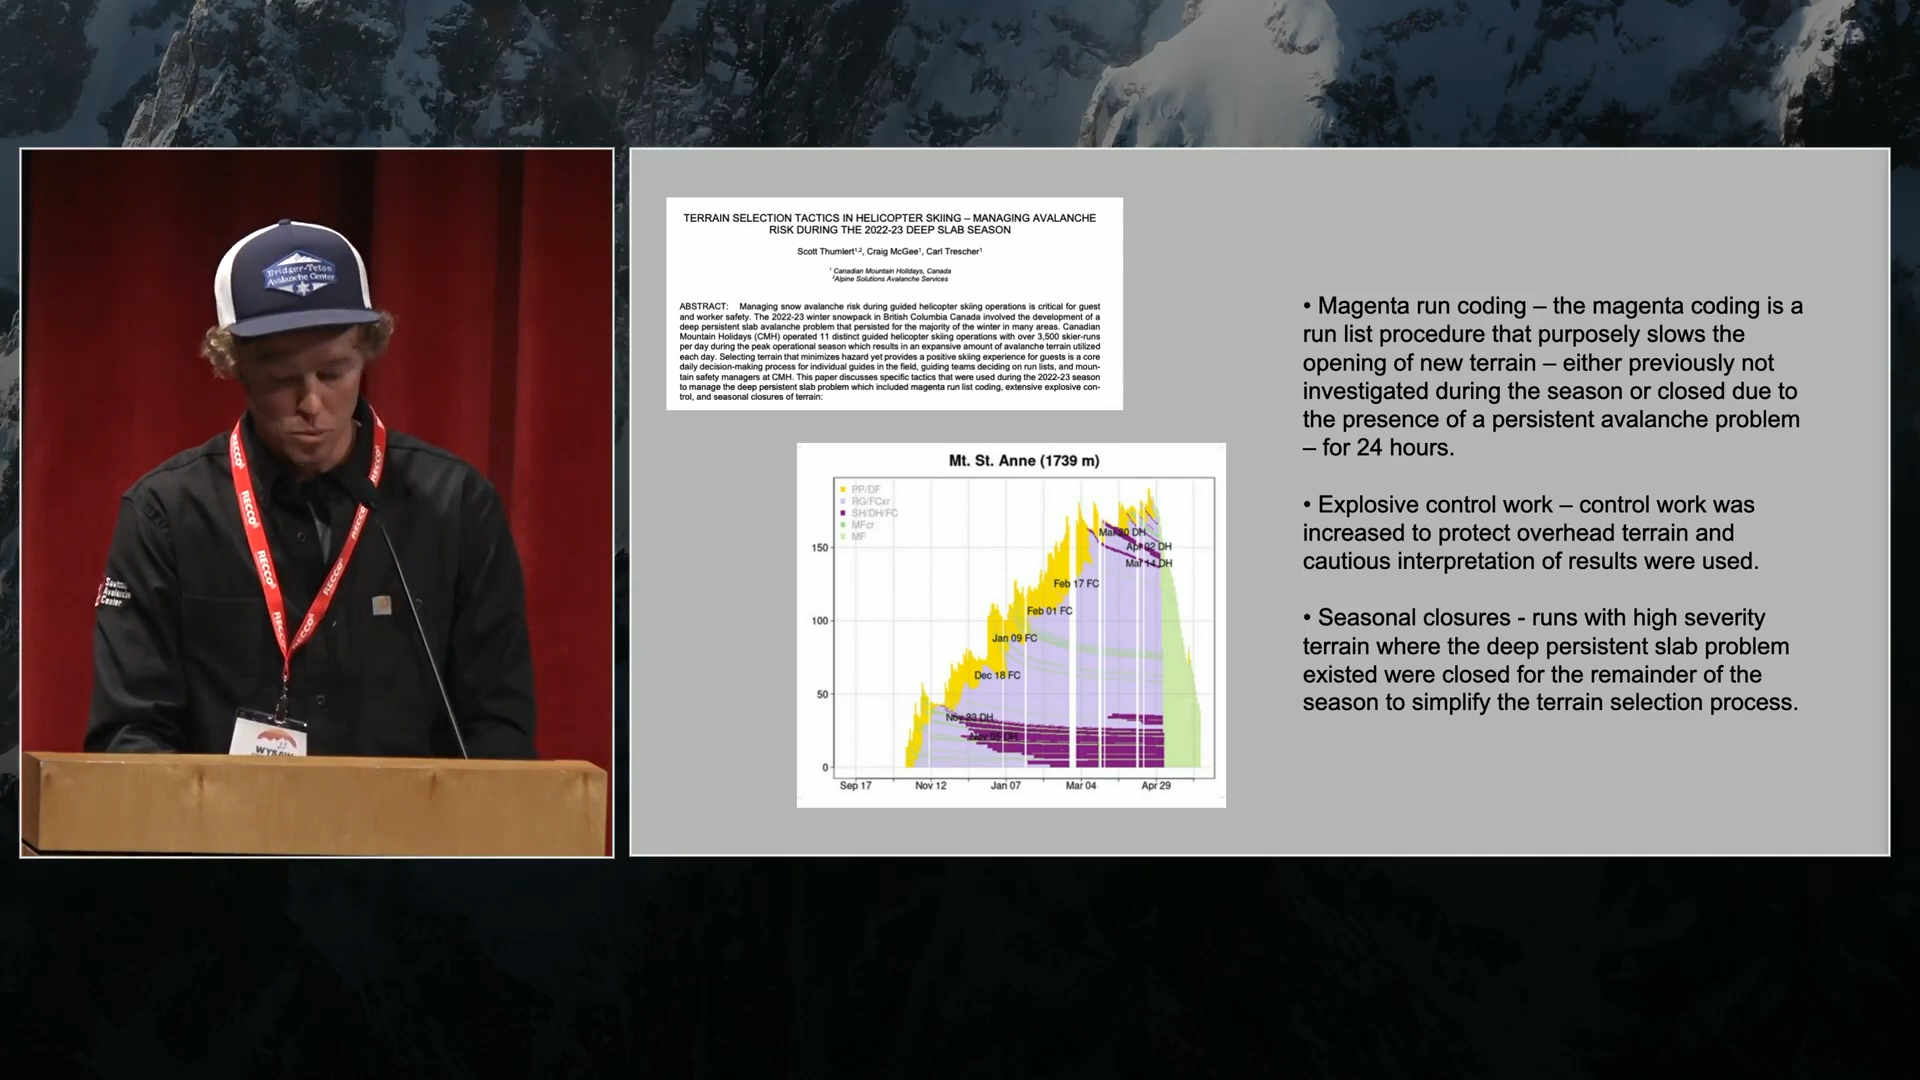 Bridger-Teton
Avalanche Center
RECCO
RECCO
RECCO
RECCO
RECCO
RECCO
Avalanche
Center
WYSAW
TERRAIN SELECTION TACTICS IN HELICOPTER SKIING – MANAGING AVALANCHE
RISK DURING THE 2022-23 DEEP SLAB SEASON
Scott Thumlert¹,², Craig McGee¹, Carl Trescher¹
¹ Canadian Mountain Holidays, Canada
²Alpine Solutions Avalanche Services
ABSTRACT: Managing snow avalanche risk during guided helicopter skiing operations is critical for guest
and worker safety. The 2022-23 winter snowpack in British Columbia Canada involved the development of a
deep persistent slab avalanche problem that persisted for the majority of the winter in many areas. Canadian
Mountain Holidays (CMH) operated 11 distinct guided helicopter skiing operations with over 3,500 skier-runs
per day during the peak operational season which results in an expansive amount of avalanche terrain utilized
each day. Selecting terrain that minimizes hazard yet provides a positive skiing experience for guests is a core
daily decision-making process for individual guides in the field, guiding teams deciding on run lists, and moun-
tain safety managers at CMH. This paper discusses specific tactics that were used during the 2022-23 season
to manage the deep persistent slab problem which included magenta run list coding, extensive explosive con-
trol, and seasonal closures of terrain:
Mt. St. Anne (1739 m)
PP/DF
RG/FCxr
SH/DH/FC
MFcr
MF
150
100
50
0
Mar 20 DH
Apr 02 DH
Mar 14 DH
Feb 17 FC
Feb 01 FC
Jan 09 FC
Dec 18 FC
Nov 23 DH
Nov 05 DH
Sep 17 Nov 12 Jan 07 Mar 04 Apr 29
• Magenta run coding – the magenta coding is a
run list procedure that purposely slows the
opening of new terrain – either previously not
investigated during the season or closed due to
the presence of a persistent avalanche problem
– for 24 hours.
• Explosive control work – control work was
increased to protect overhead terrain and
cautious interpretation of results were used.
• Seasonal closures - runs with high severity
terrain where the deep persistent slab problem
existed were closed for the remainder of the
season to simplify the terrain selection process.